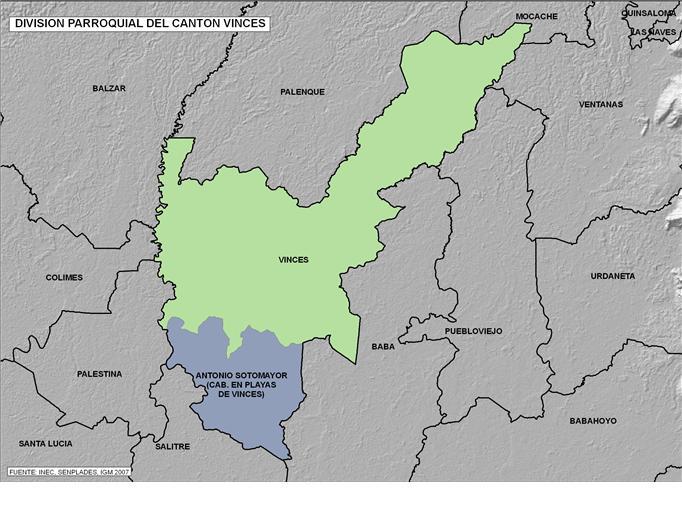 DIVISION PARROQUIAL DEL CANTON VINCES
MOCACHE
QUINSALOMA
LAS NAVES
BALZAR
PALENQUE
VENTANAS
VINCES
COLIMES
URDANETA
PUEBLOVIEJO
BABA
PALESTINA
ANTONIO SOTOMAYOR
(CAB. EN PLAYAS
DE VINCES)
BABAHOYO
SANTA LUCIA
SALITRE
FUENTE: INEC, SENPLADES, IGM 2007